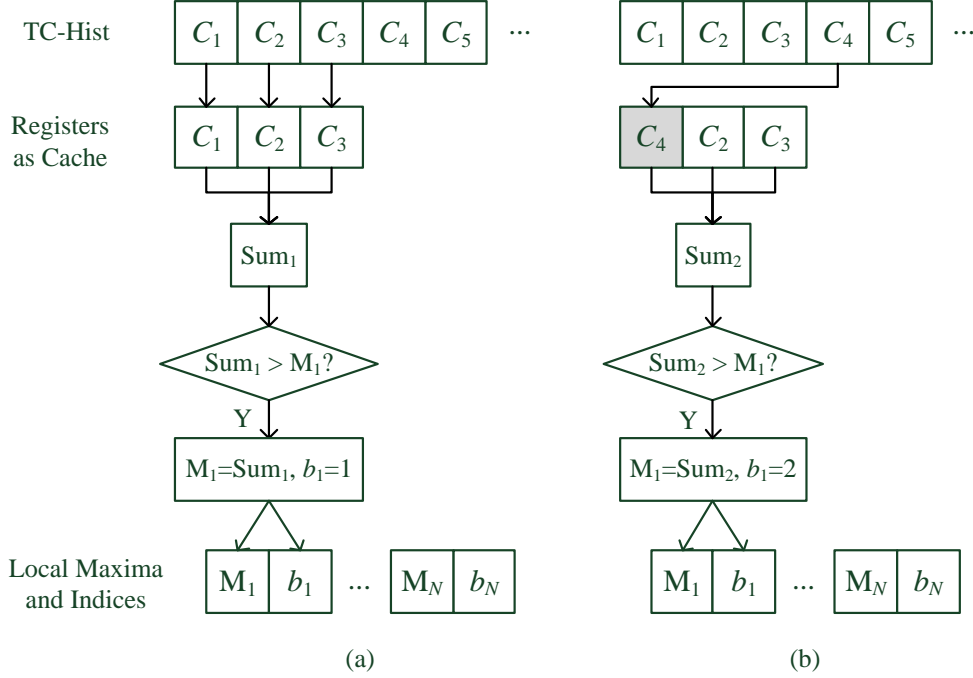 TC-Hist
C1 C2 C3 C4 C5 ...
C1 C2 C3 C4 C5 ...
Registers
as Cache
C1 C2 C3
C4 C2 C3
Sum1
Sum2
Sum1 > M1?
Sum2 > M1?
Y
Y
M1=Sum1, b1=1
M1=Sum2, b1=2
Local Maxima
and Indices
M1 b1 ... MN bN
M1 b1 ... MN bN
(a)
(b)